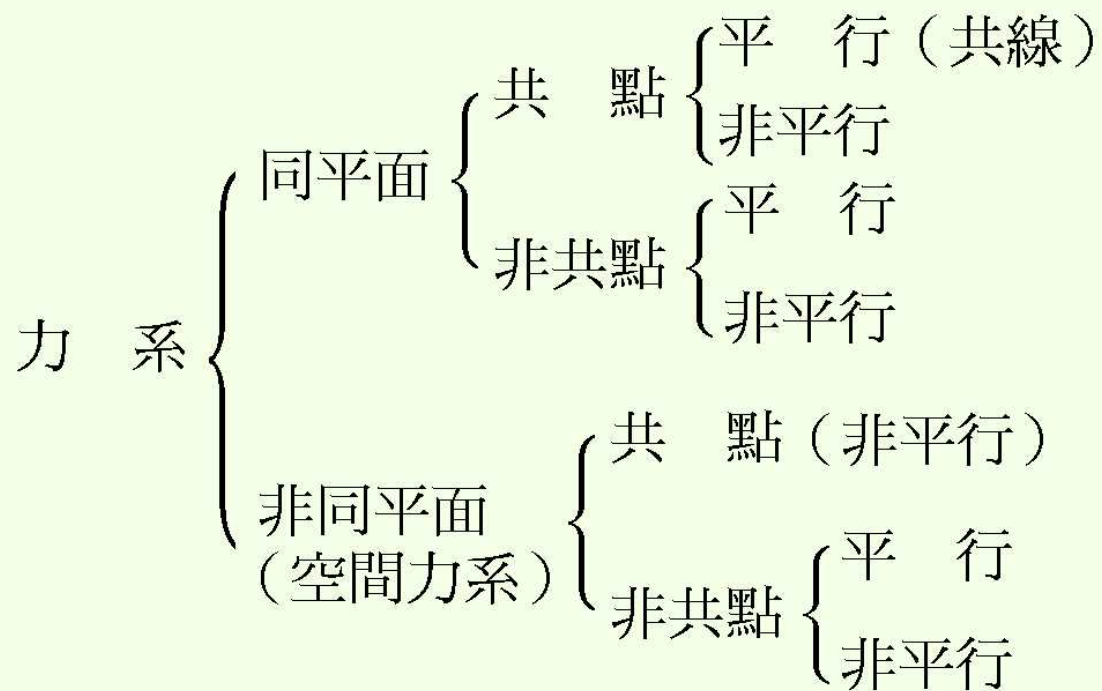 力　系
同平面
共　點
平　行（共線）
非平行
非共點
平　行
非平行
非同平面
（空間力系）
共　點（非平行）
非共點
平　行
非平行